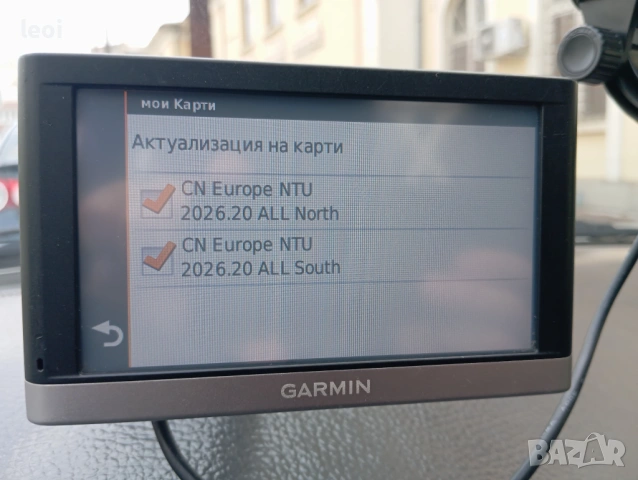 leoi
мои Карти
Актуализация на карти
CN Europe NTU
2026.20 ALL North
CN Europe NTU
2026.20 ALL South
GARMIN
BAZAR